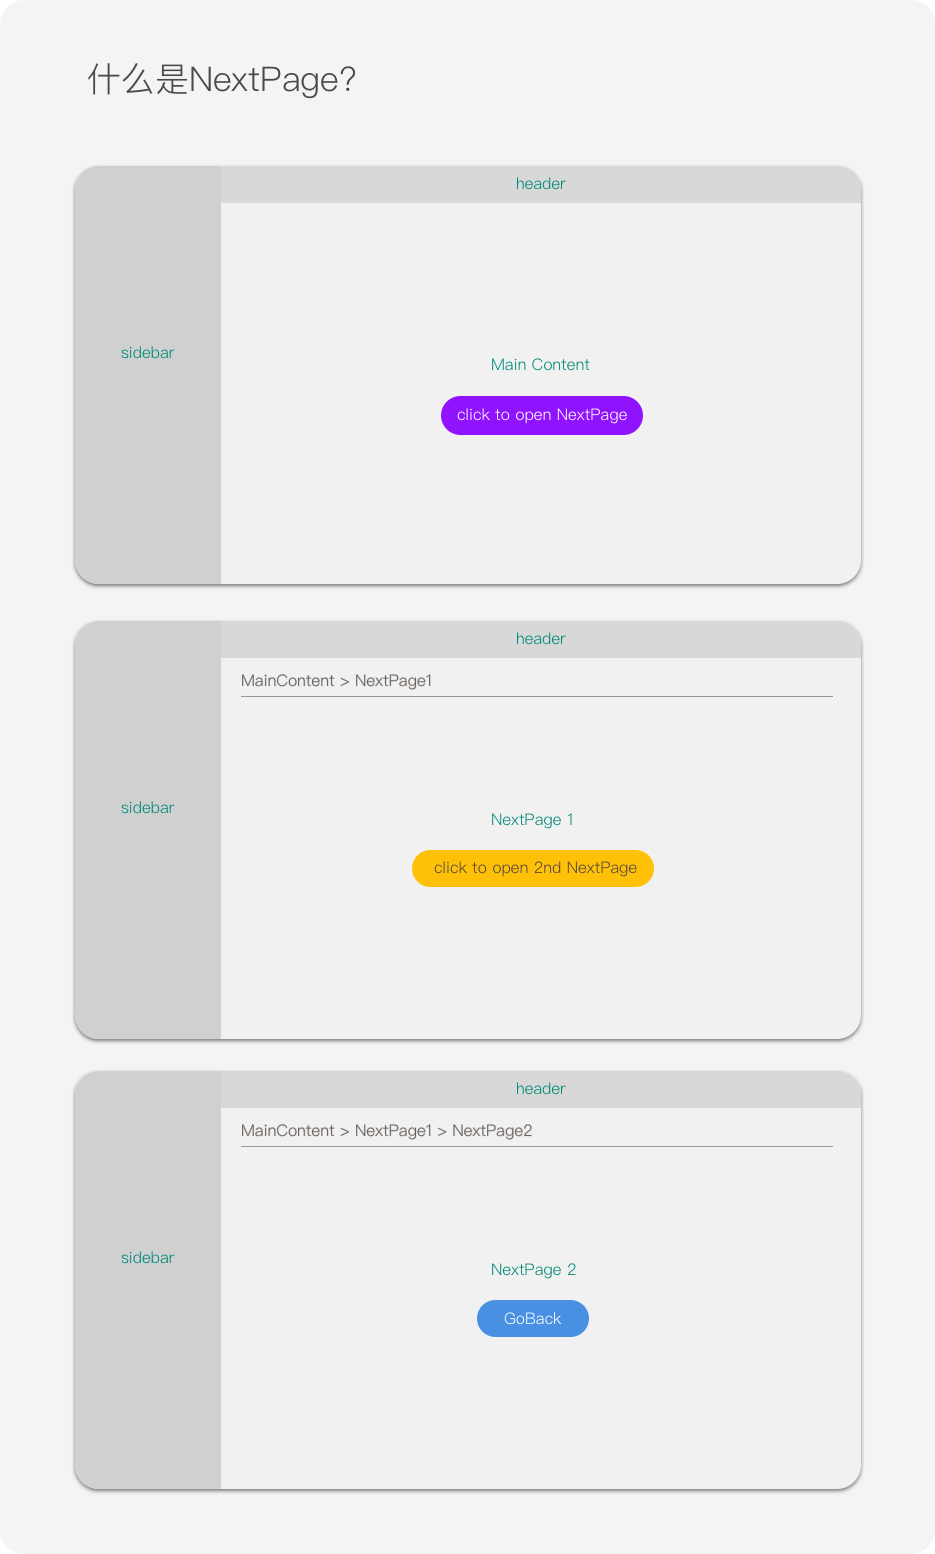 什么是NextPage?
header
sidebar
Main Content
click to open NextPage
header
MainContent > NextPage1
sidebar
NextPage 1
click to open 2nd NextPage
header
MainContent > NextPage1 > NextPage2
sidebar
NextPage 2
GoBack